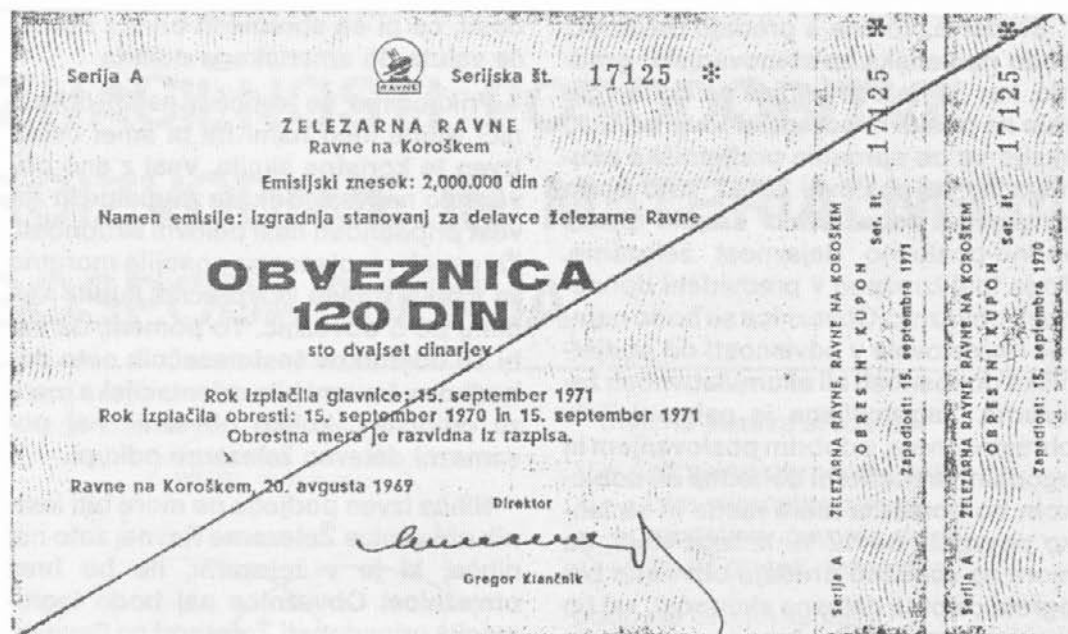 Serija A
RAVNE
Serijska št. 17125 ✻
ŽELEZARNA RAVNE
Ravne na Koroškem
Emisijski znesek: 2,000.000 din
Namen emisije: izgradnja stanovanj za delavce železarne Ravne
OBVEZNICA
120 DIN
sto dvajset dinarjev
Rok izplačila glavnice: 15. september 1971
Rok izplačila obresti: 15. september 1970 in 15. september 1971
Obrestna mera je razvidna iz razpisa.
Ravne na Koroškem, 20. avgusta 1969
Direktor
Gregor Klančnik
Serija A
ŽELEZARNA RAVNE, RAVNE NA KOROŠKEM
OBRESTNI KUPON
Ser. št. 17125 ✻
Zapadlost: 15. septembra 1971
Serija A
ŽELEZARNA RAVNE, RAVNE NA KOROŠKEM
OBRESTNI KUPON
Ser. št. 17125 ✻
Zapadlost: 15. septembra 1970